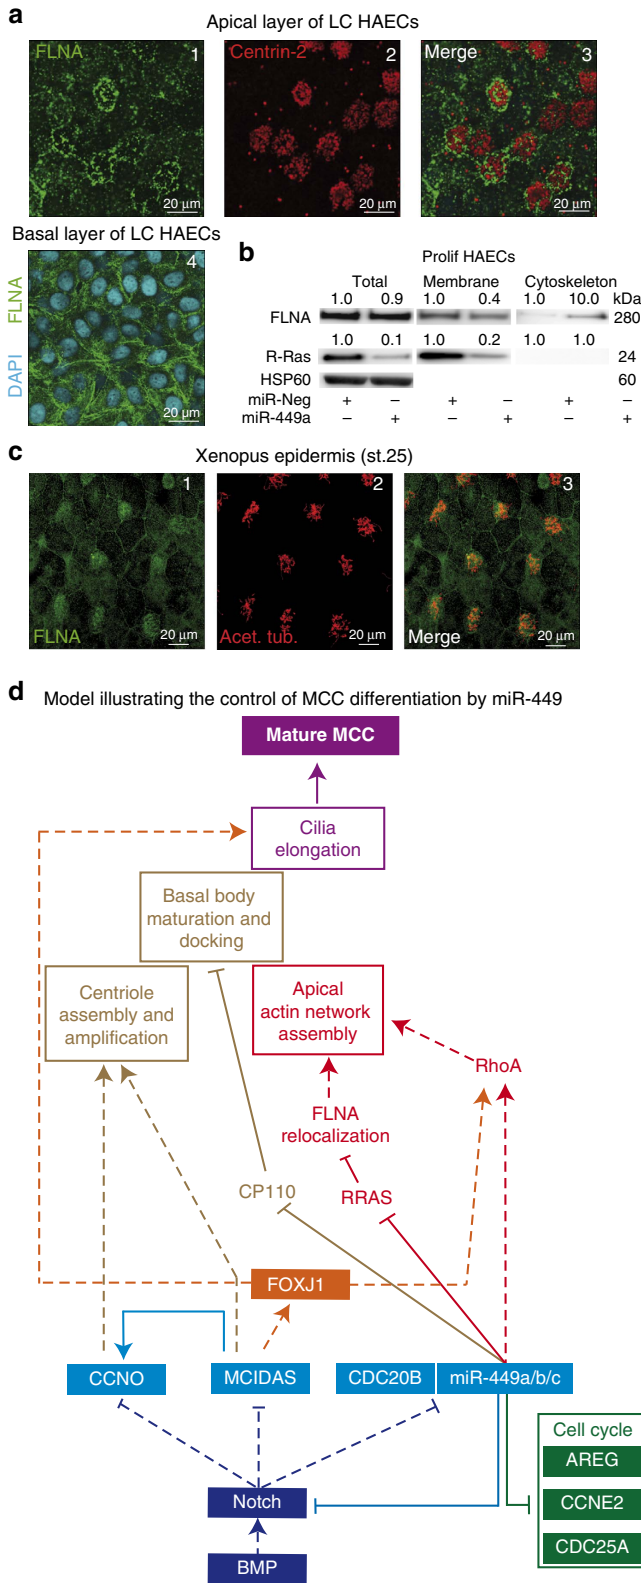 a
Apical layer of LC HAECs
FLNA
1
20 µm
Centrin-2
2
20 µm
Merge
3
20 µm
Basal layer of LC HAECs
DAPI FLNA
4
20 µm
b
Prolif HAECs
Total Membrane Cytoskeleton
1.0 0.9 1.0 0.4 1.0 10.0 kDa
FLNA 280
1.0 0.1 1.0 0.2 1.0 1.0
R-Ras 24
HSP60 60
miR-Neg + – + – + –
miR-449a – + – + – +
c
Xenopus epidermis (st.25)
1
FLNA
20 µm
2
Acet. tub.
20 µm
3
Merge
20 µm
d
Model illustrating the control of MCC differentiation by miR-449
Mature MCC
Cilia
elongation
Basal body
maturation and
docking
Centriole
assembly and
amplification
Apical
actin network
assembly
RhoA
FLNA
relocalization
CP110
RRAS
FOXJ1
CCNO
MCIDAS
CDC20B
miR-449a/b/c
Cell cycle
AREG
CCNE2
CDC25A
Notch
BMP